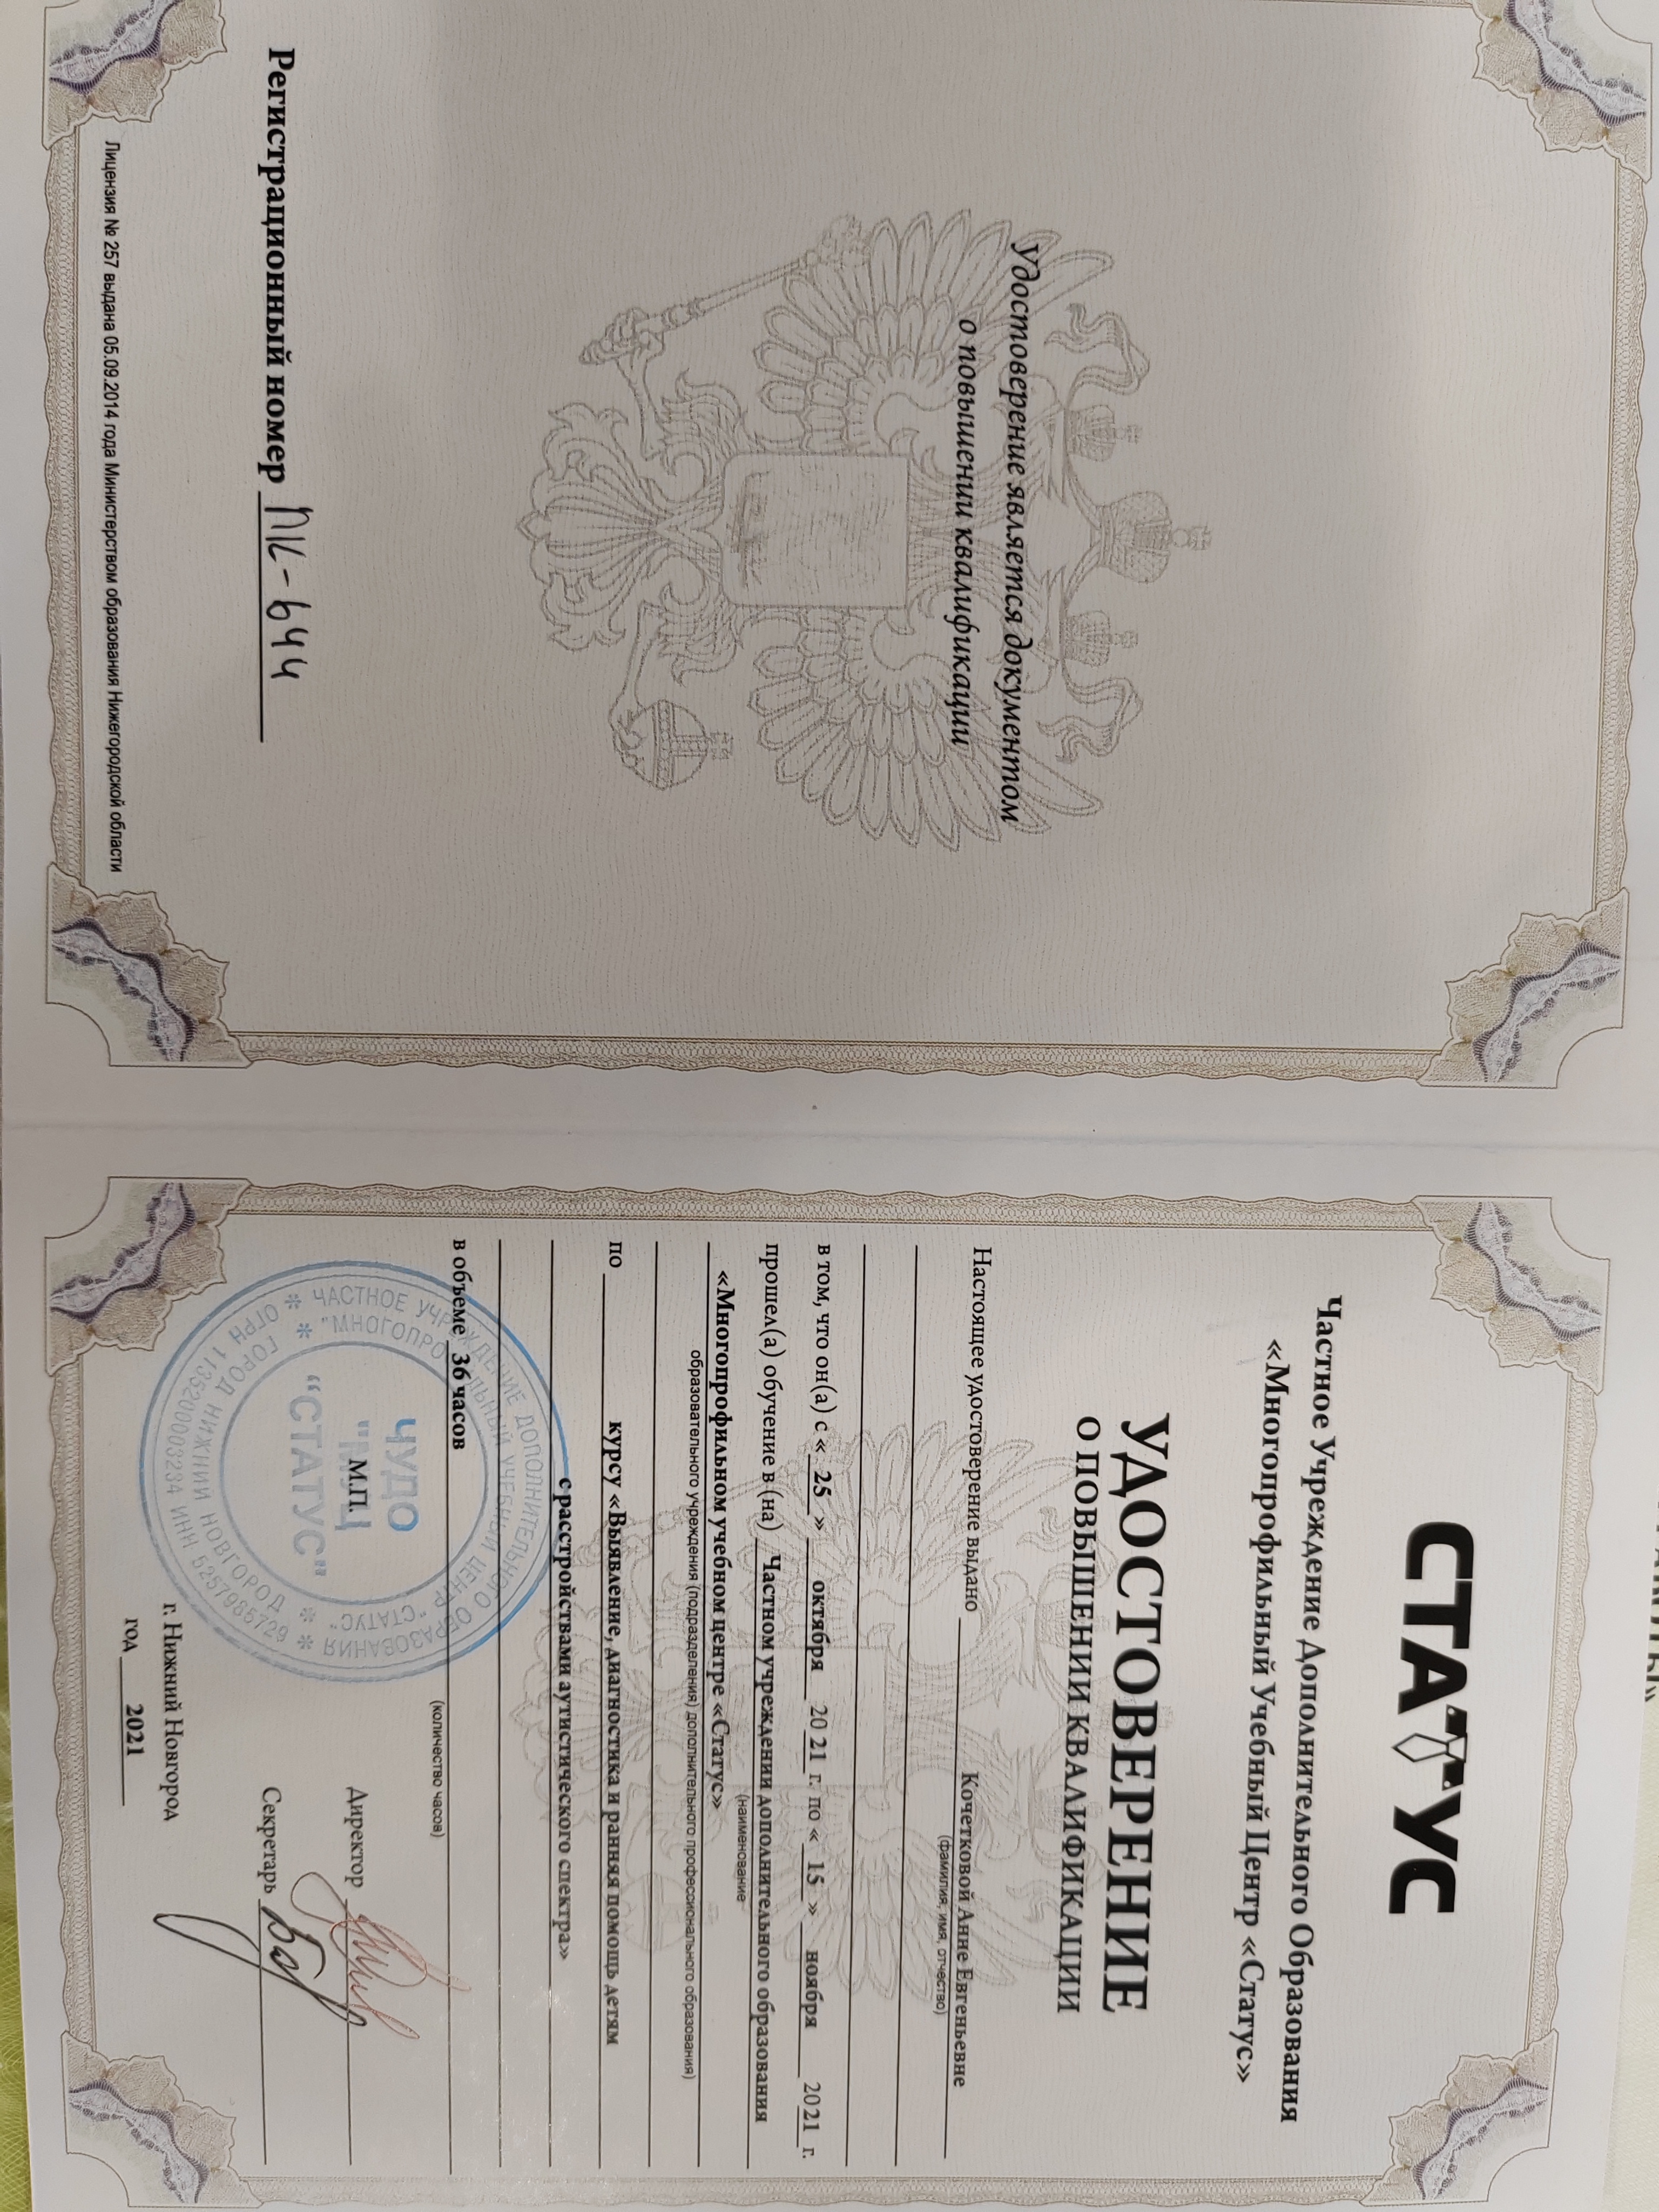 Удостоверение является документом
о повышении квалификации
Регистрационный номер ПК-644
Лицензия № 257 выдана 05.09.2014 года Министерством образования Нижегородской области
СТАТУС
Частное Учреждение Дополнительного Образования
«Многопрофильный Учебный Центр «Статус»
УДОСТОВЕРЕНИЕ
О ПОВЫШЕНИИ КВАЛИФИКАЦИИ
Настоящее удостоверение выдано Кочетковой Анне Евгеньевне
(фамилия, имя, отчество)
в том, что он(а) с « 25 » октября 20 21 г. по « 15 » ноября 2021 г.
прошел(а) обучение в (на) Частном учреждении дополнительного образования
(наименование)
«Многопрофильном учебном центре «Статус»
образовательного учреждения (подразделения) дополнительного профессионального образования)
по курсу «Выявление, диагностика и ранняя помощь детям
с расстройствами аутистического спектра»
в объеме 36 часов
(количество часов)
ЧАСТНОЕ УЧРЕЖДЕНИЕ ДОПОЛНИТЕЛЬНОГО ОБРАЗОВАНИЯ
"МНОГОПРОФИЛЬНЫЙ УЧЕБНЫЙ ЦЕНТР "СТАТУС"
ГОРОД НИЖНИЙ НОВГОРОД
ЧУДО
"МУЦ
"СТАТУС"
М.П.
Директор
Секретарь
г. Нижний Новгород
год 2021